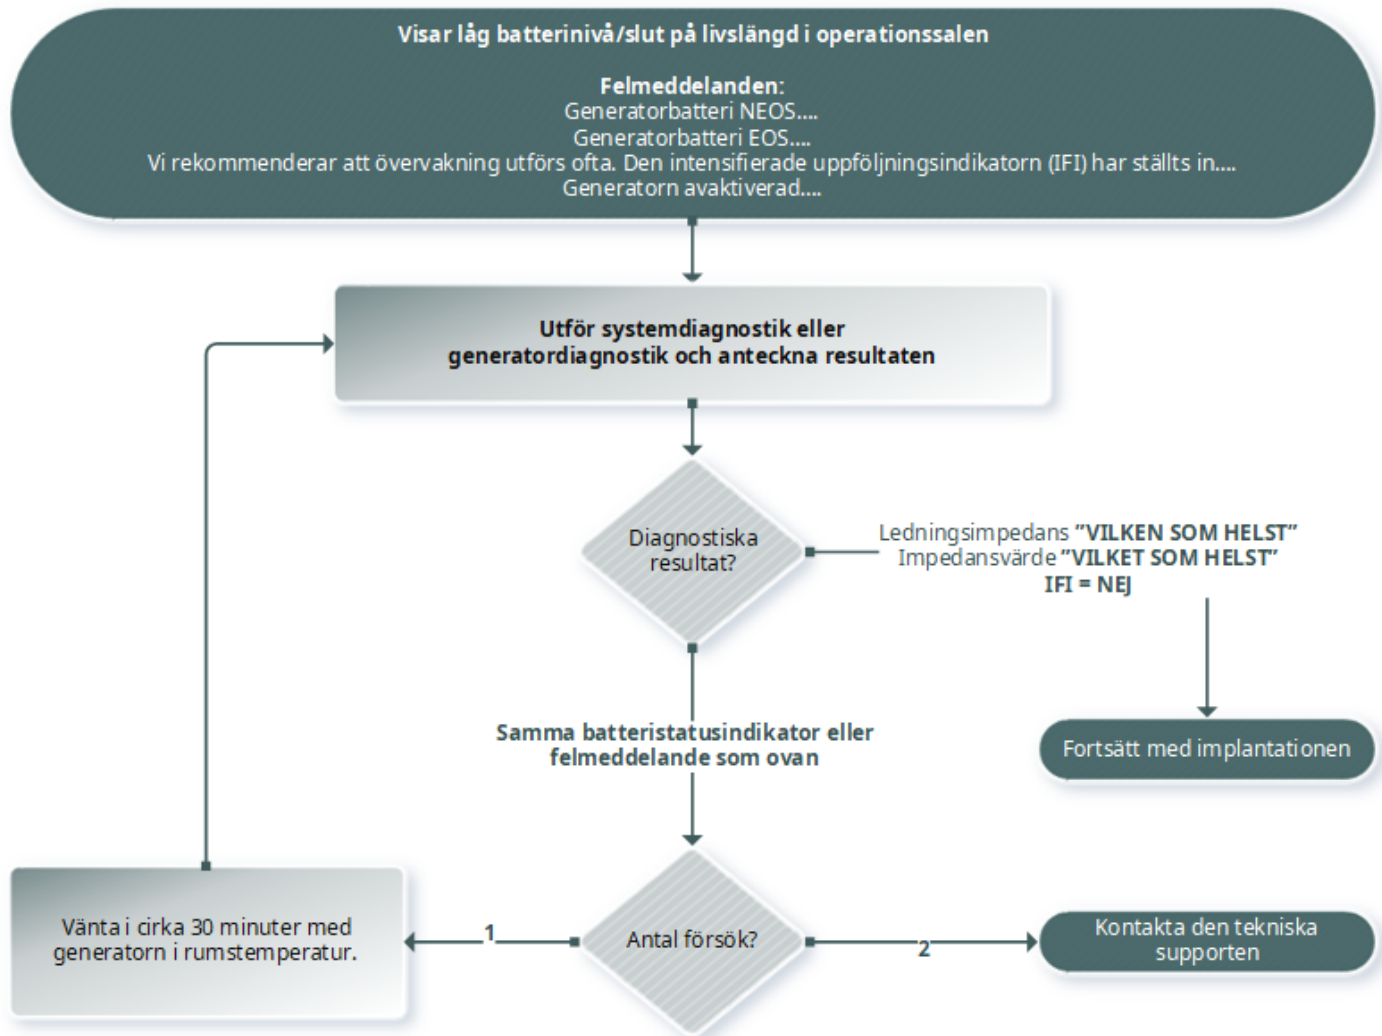 Visar låg batterinivå/slut på livslängd i operationssalen
Felmeddelanden:
Generatorbatteri NEOS....
Generatorbatteri EOS....
Vi rekommenderar att övervakning utförs ofta. Den intensifierade uppföljningsindikatorn (IFI) har ställts in....
Generatorn avaktiverad....
Utför systemdiagnostik eller
generatordiagnostik och anteckna resultaten
Diagnostiska
resultat?
Ledningsimpedans ”VILKEN SOM HELST”
Impedansvärde ”VILKET SOM HELST”
IFI = NEJ
Samma batteristatusindikator eller
felmeddelande som ovan
Fortsätt med implantationen
Vänta i cirka 30 minuter med
generatorn i rumstemperatur.
1
Antal försök?
2
Kontakta den tekniska
supporten